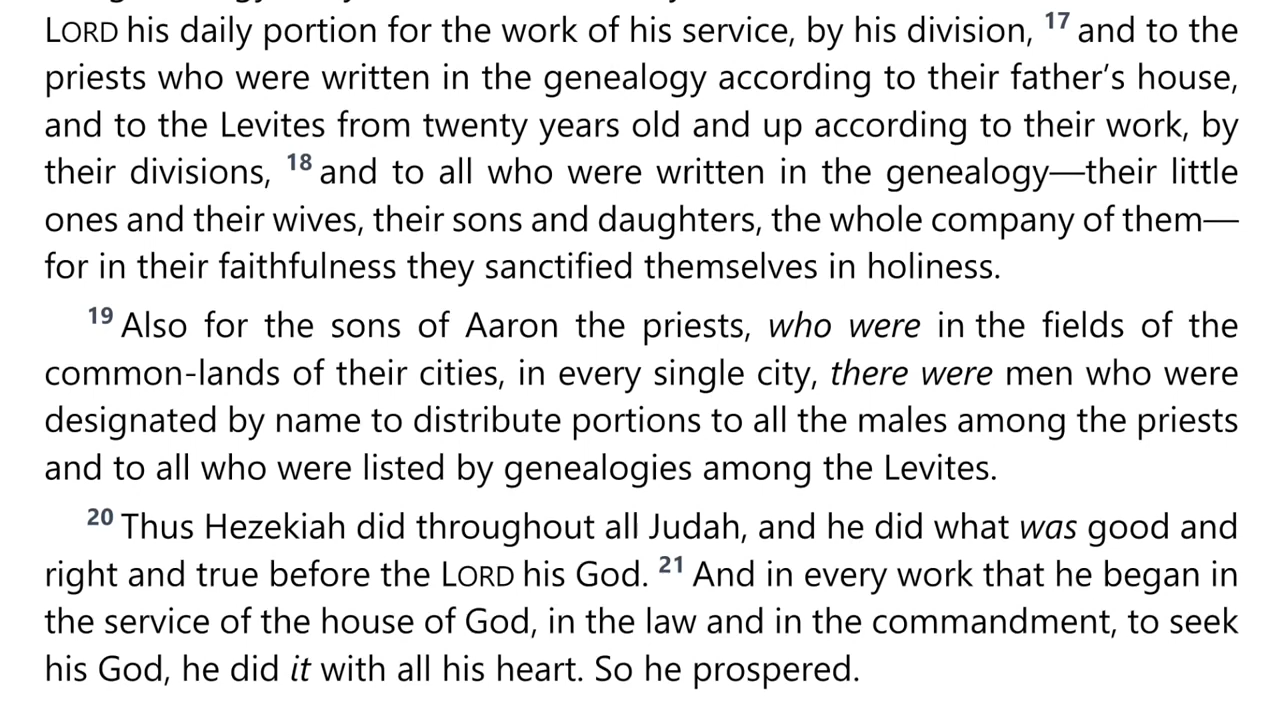 LORD his daily portion for the work of his service, by his division, 17 and to the
priests who were written in the genealogy according to their father’s house,
and to the Levites from twenty years old and up according to their work, by
their divisions, 18 and to all who were written in the genealogy—their little
ones and their wives, their sons and daughters, the whole company of them—
for in their faithfulness they sanctified themselves in holiness.
19 Also for the sons of Aaron the priests, who were in the fields of the
common-lands of their cities, in every single city, there were men who were
designated by name to distribute portions to all the males among the priests
and to all who were listed by genealogies among the Levites.
20 Thus Hezekiah did throughout all Judah, and he did what was good and
right and true before the LORD his God. 21 And in every work that he began in
the service of the house of God, in the law and in the commandment, to seek
his God, he did it with all his heart. So he prospered.